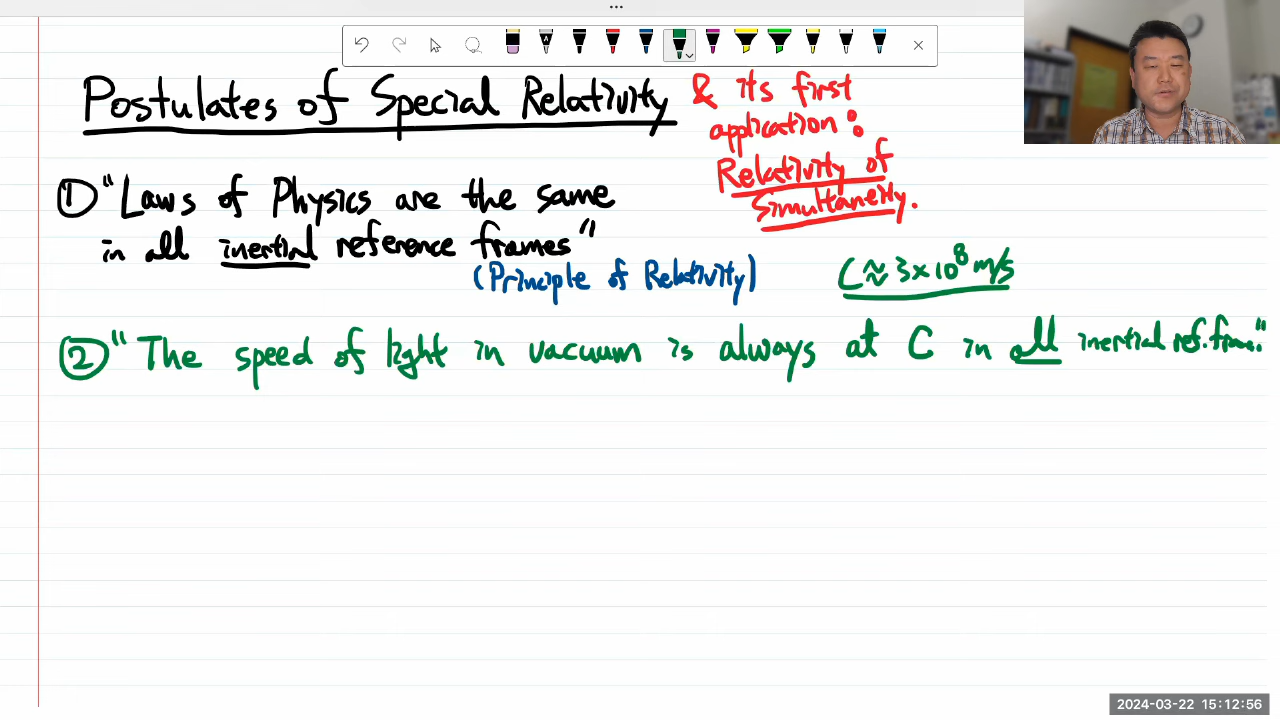 Postulates of Special Relativity
& its first
application:
Relativity of
Simultaneity.
① "Laws of Physics are the same
in all inertial reference frames"
(Principle of Relativity)
C ≈ 3×10⁸ m/s
② "The speed of light in vacuum is always at C in all inertial ref. frame."
2024-03-22 15:12:56